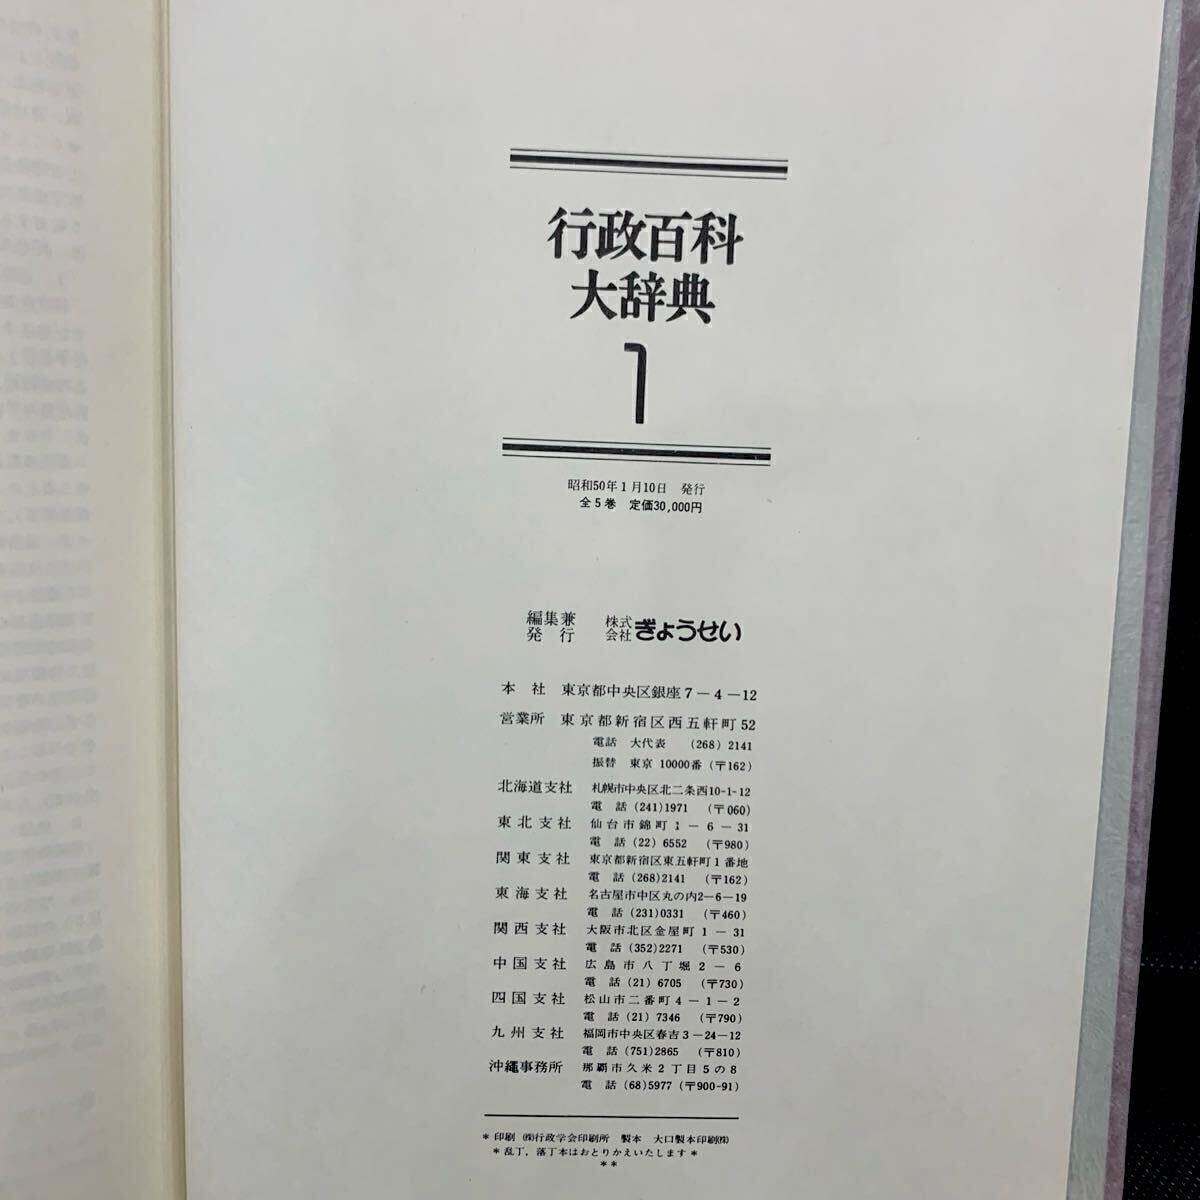 行政百科
大辞典
1
昭和50年1月10日 発行
全5巻 定価30,000円
編集兼発行 株式会社ぎょうせい
本社 東京都中央区銀座7-4-12
営業所 東京都新宿区西五軒町52
電話 大代表 (268)2141
振替 東京 10000番(〒162)
北海道支社 札幌市中央区北二条西10-1-12
電話(241)1971 (〒060)
東北支社 仙台市錦町1-6-31
電話(22)6552 (〒980)
関東支社 東京都新宿区東五軒町1番地
電話(268)2141 (〒162)
東海支社 名古屋市中区丸の内2-6-19
電話(231)0331 (〒460)
関西支社 大阪市北区金屋町1-31
電話(352)2271 (〒530)
中国支社 広島市八丁堀2-6
電話(21)6705 (〒730)
四国支社 松山市二番町4-1-2
電話(21)7346 (〒790)
九州支社 福岡市中央区春吉3-24-12
電話(751)2865 (〒810)
沖縄事務所 那覇市久米2丁目5の8
電話(68)5977(〒900-91)
*印刷 ㈱行政学会印刷所 製本 大口製本印刷㈱
*乱丁,落丁本はおとりかえいたします*
**